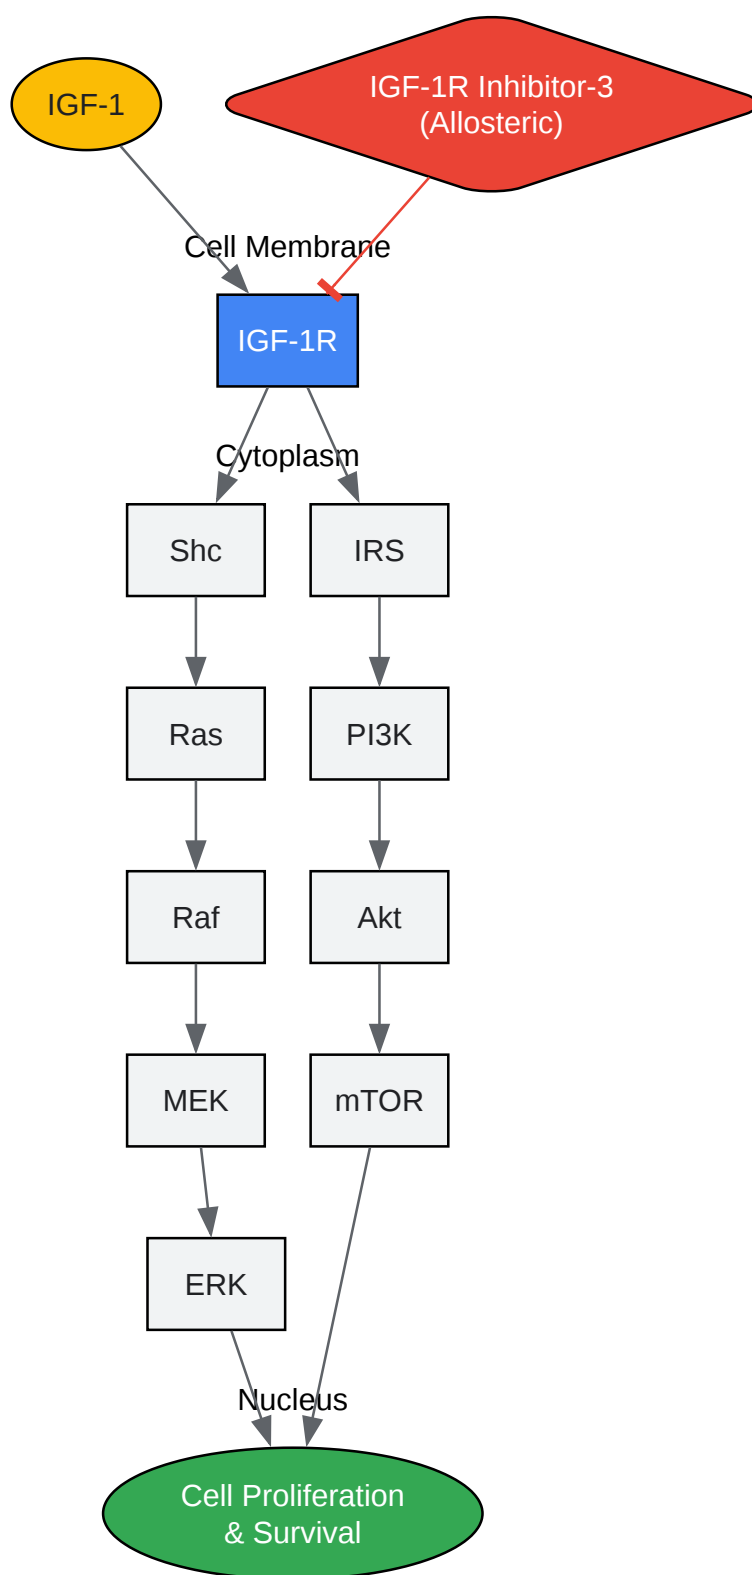 IGF-1
IGF-1R Inhibitor-3
(Allosteric)
Cell Membrane
IGF-1R
Cytoplasm
Shc
IRS
Ras
PI3K
Raf
Akt
MEK
mTOR
ERK
Nucleus
Cell Proliferation
& Survival